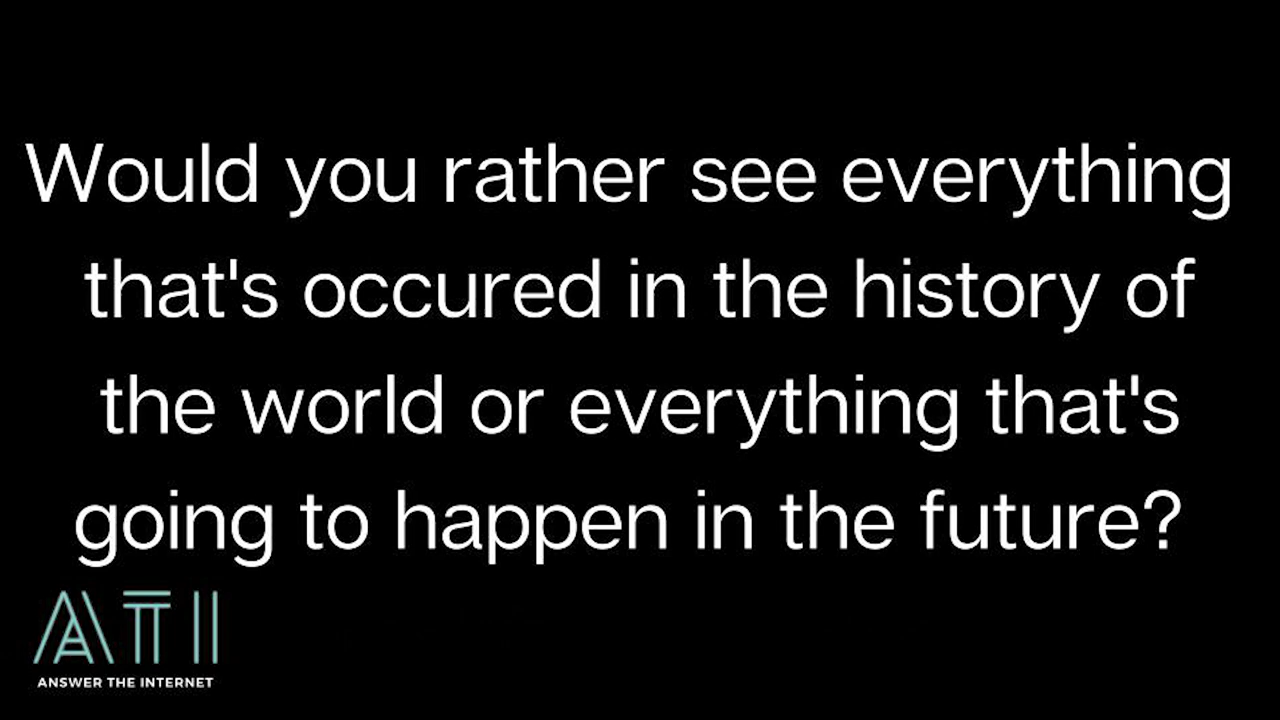 Would you rather see everything
that's occured in the history of
the world or everything that's
going to happen in the future?
ATI
ANSWER THE INTERNET